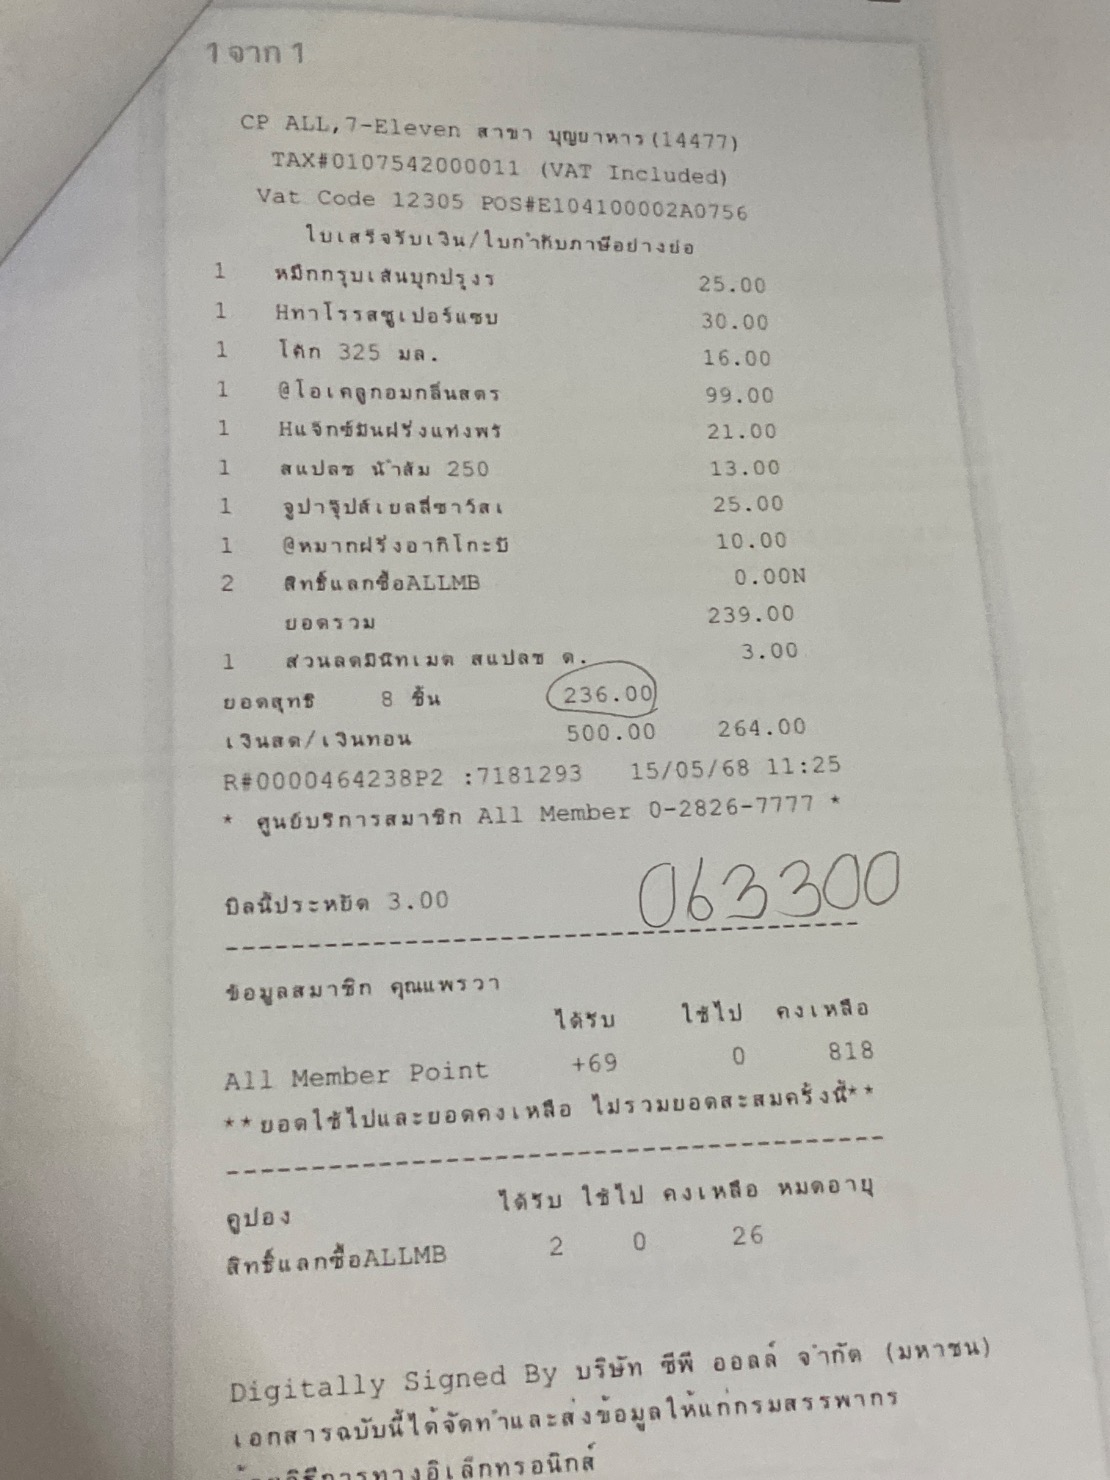 1 จาก 1
CP ALL,7-Eleven สาขา บุญยาหาร(14477)
TAX#0107542000011 (VAT Included)
Vat Code 12305 POS#E104100002A0756
ใบเสร็จรับเงิน/ใบกำกับภาษีอย่างย่อ
1 หมึกกรุบเส้นบุกปรุงร 25.00
1 Hทาโรรสซูเปอร์แซบ 30.00
1 โค้ก 325 มล. 16.00
1 @โอเคลูกอมกลิ่นสตร 99.00
1 Hแจ็กซ์มันฝรั่งแท่งพริ 21.00
1 สแปลช น้ำส้ม 250 13.00
1 จูปาจุ๊ปส์เยลลี่ซาวส์เ 25.00
1 @หมากฝรั่งอากิโกะบ๊ 10.00
2 สิทธิ์แลกซื้อALLMB 0.00N
ยอดรวม 239.00
1 ส่วนลดมินิทเมด สแปลช ด. 3.00
ยอดสุทธิ 8 ชิ้น 236.00
เงินสด/เงินทอน 500.00 264.00
R#0000464238P2 :7181293 15/05/68 11:25
* ศูนย์บริการสมาชิก All Member 0-2826-7777 *
063300
บิลนี้ประหยัด 3.00
---------------------------------------
ข้อมูลสมาชิก คุณแพรวา
ได้รับ ใช้ไป คงเหลือ
All Member Point +69 0 818
**ยอดใช้ไปและยอดคงเหลือ ไม่รวมยอดสะสมครั้งนี้**
---------------------------------------
คูปอง ได้รับ ใช้ไป คงเหลือ หมดอายุ
สิทธิ์แลกซื้อALLMB 2 0 26
Digitally Signed By บริษัท ซีพี ออลล์ จำกัด (มหาชน)
เอกสารฉบับนี้ได้จัดทำและส่งข้อมูลให้แก่กรมสรรพากร
ด้วยวิธีการทางอิเล็กทรอนิกส์